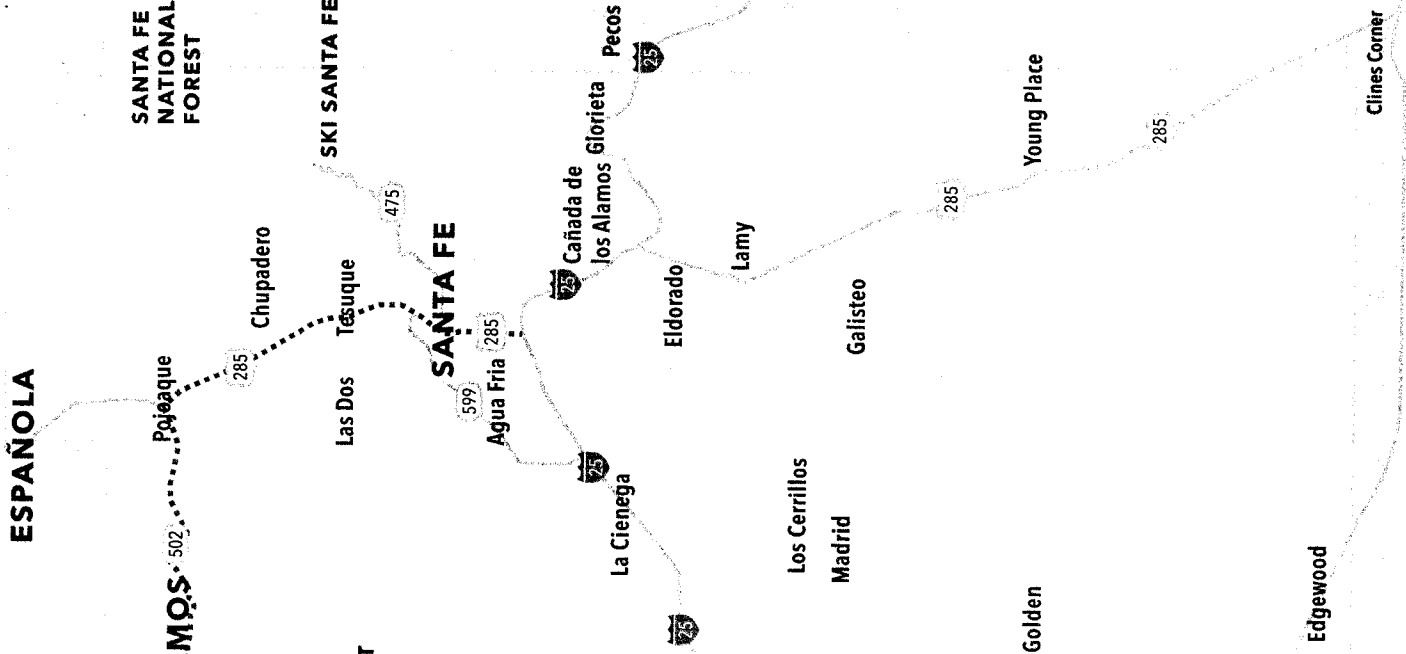 ESPAÑOLA
SANTA FE
NATIONAL
FOREST
MOS
502
Pojoaque
285
Chupadero
SKI SANTA FE
Las Dos
Tesuque
T
475
SANTA FE
599
285
Agua Fria
25
Cañada de
los Alamos
Glorieta
Pecos
25
La Cienega
25
25
Eldorado
Lamy
Los Cerrillos
Madrid
Galisteo
285
Golden
Young Place
285
Edgewood
Clines Corner